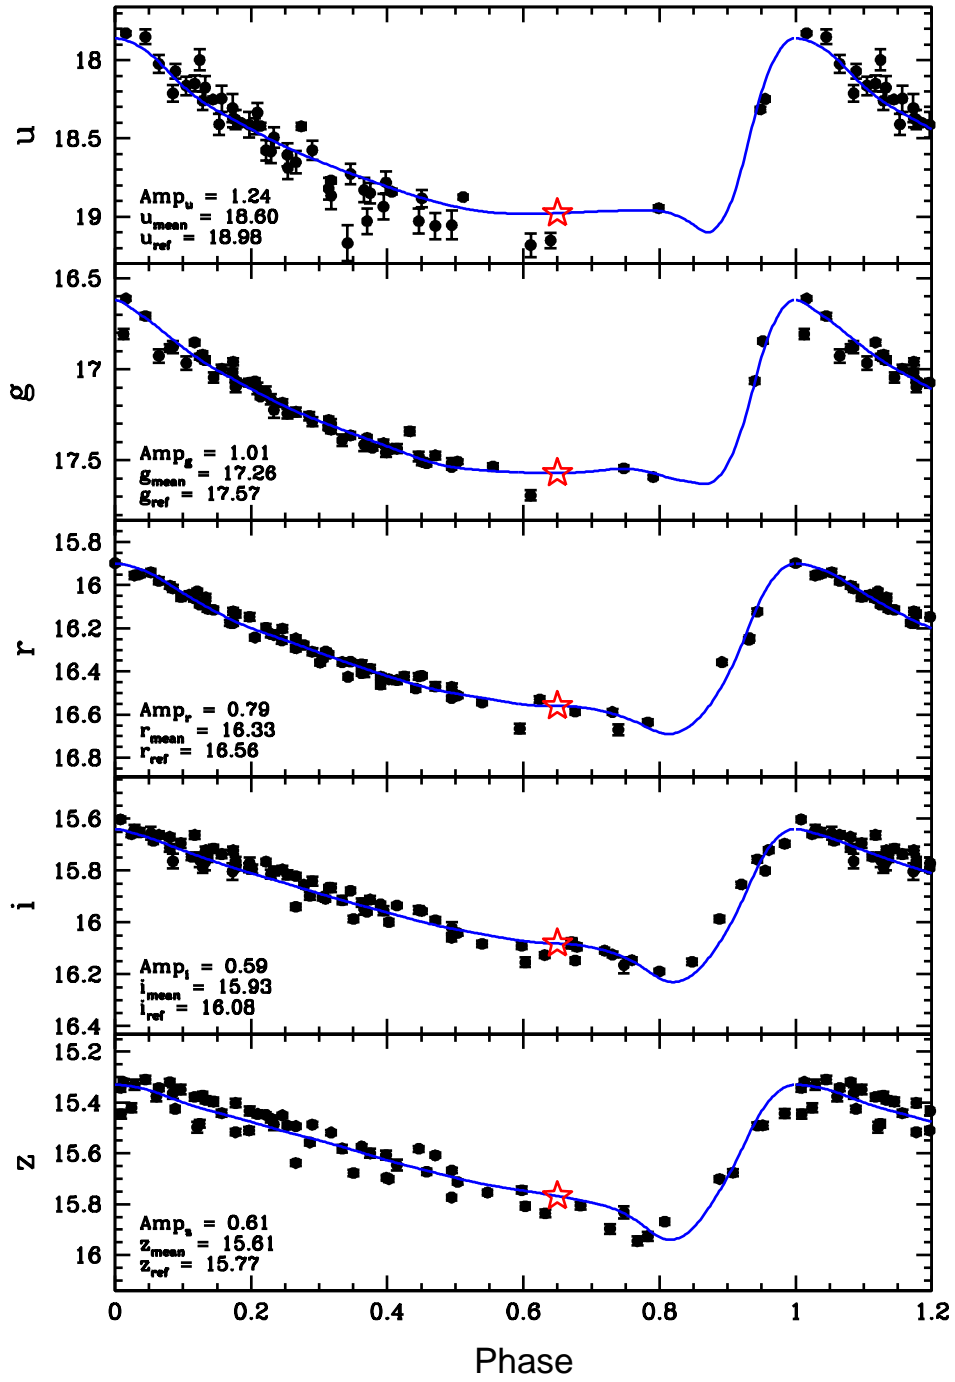 18
18.5
19
u
Amp_u = 1.24
u_mean = 18.60
u_ref = 18.98
16.5
17
17.5
g
Amp_g = 1.01
g_mean = 17.26
g_ref = 17.57
15.8
16
16.2
16.4
16.6
16.8
r
Amp_r = 0.79
r_mean = 16.33
r_ref = 16.56
15.6
15.8
16
16.2
16.4
i
Amp_i = 0.59
i_mean = 15.93
i_ref = 16.08
15.2
15.4
15.6
15.8
16
z
Amp_z = 0.61
z_mean = 15.61
z_ref = 15.77
0 0.2 0.4 0.6 0.8 1 1.2
Phase